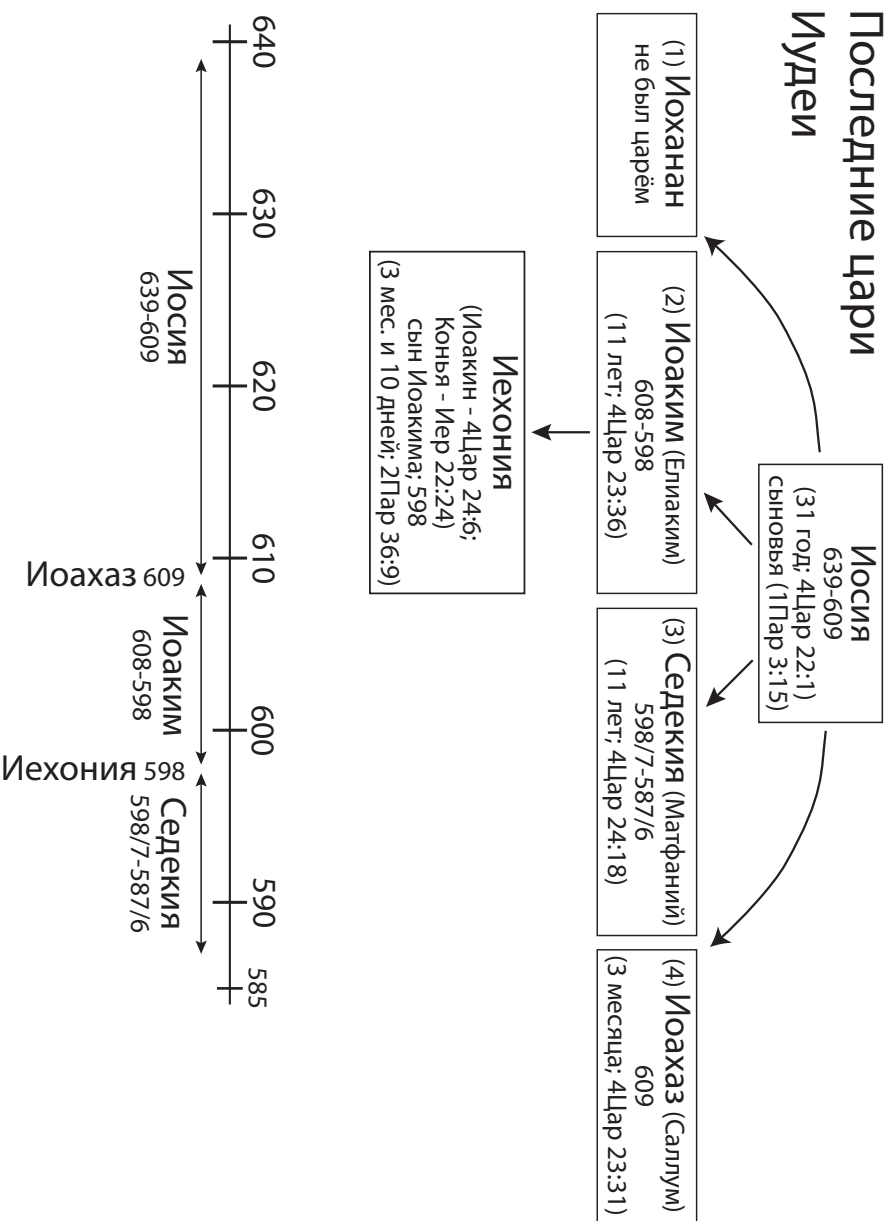 Последние цари
Иудеи
Иосия
639-609
(31 год; 4Цар 22:1)
сыновья (1Пар 3:15)
(1) Иоханан
не был царём
(2) Иоаким (Елиаким)
608-598
(11 лет; 4Цар 23:36)
(3) Седекия (Матфаний)
598/7-587/6
(11 лет; 4Цар 24:18)
(4) Иоахаз (Саллум)
609
(3 месяца; 4Цар 23:31)
Иехония
(Иоакин - 4Цар 24:6;
Конья - Иер 22:24)
сын Иоакима; 598
(3 мес. и 10 дней; 2Пар 36:9)
640 630 620 610 600 590 585
Иосия
639-609
Иоахаз 609
Иоаким
608-598
Иехония 598
Седекия
598/7-587/6